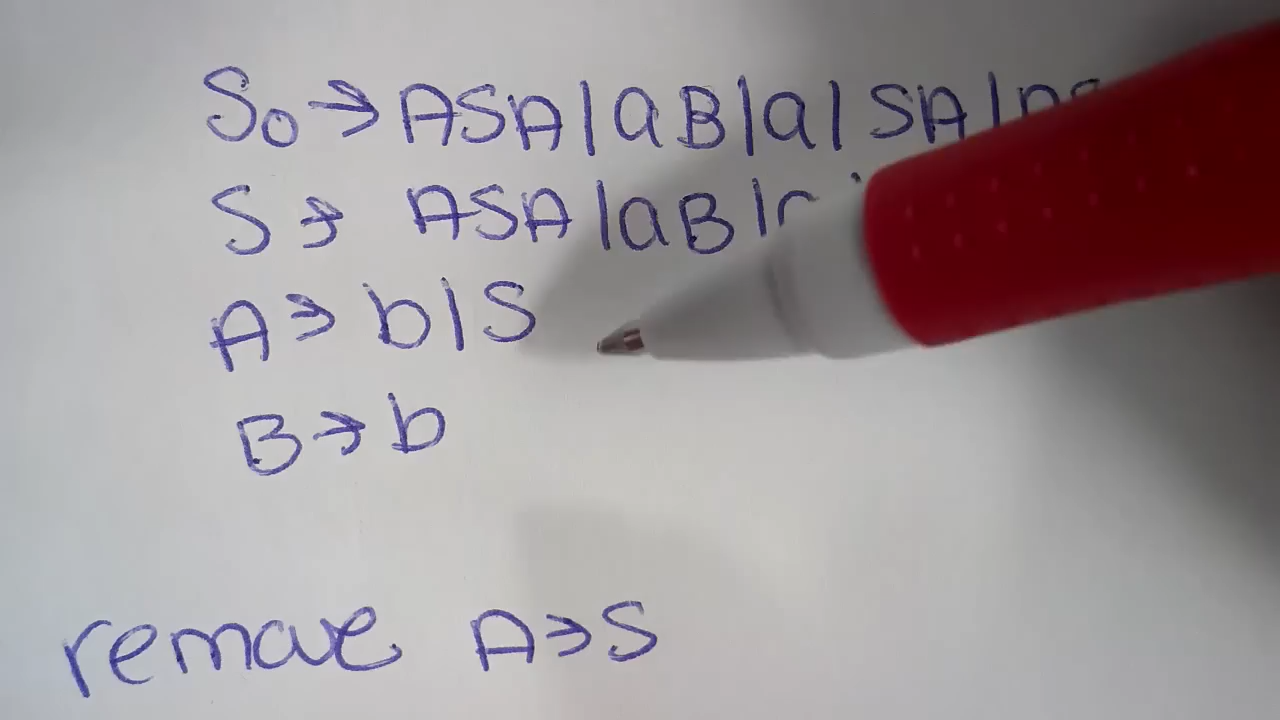 S₀ → ASA | aB | a | SA |
S → ASA | aB |
A → b | S
B → b
remove A → S